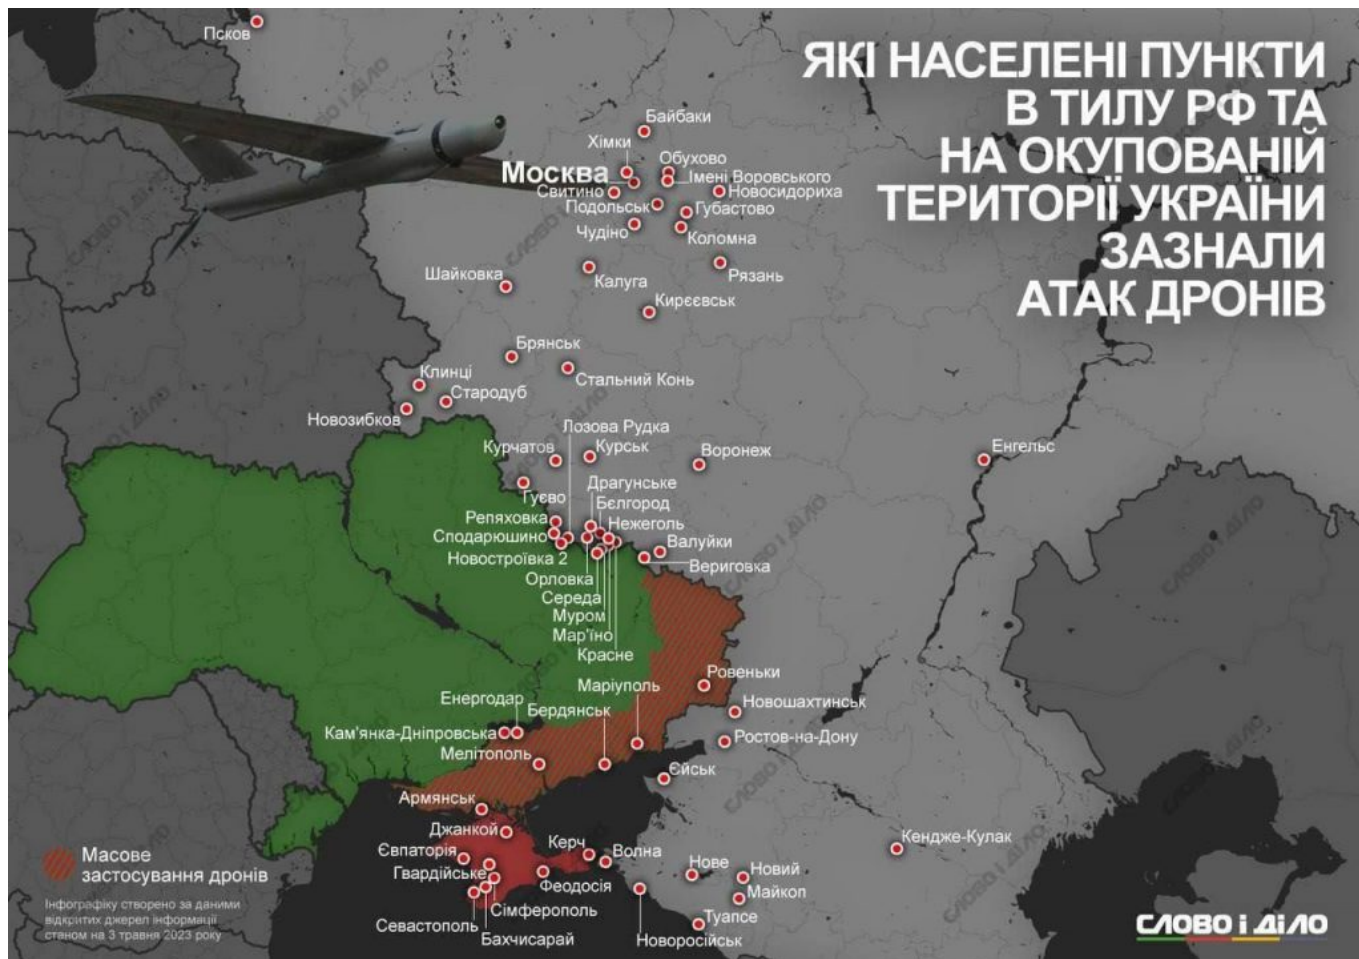 ЯКІ НАСЕЛЕНІ ПУНКТИ
В ТИЛУ РФ ТА
НА ОКУПОВАНІЙ
ТЕРИТОРІЇ УКРАЇНИ
ЗАЗНАЛИ
АТАК ДРОНІВ
Псков
Байбаки
Хімки
Обухово
Москва
Імені Воровського
Свитино
Новосидориха
Подольськ
Губастово
Чудіно
Коломна
Шайковка
Калуга
Рязань
Кирєєвськ
Брянськ
Стальний Конь
Клинці
Стародуб
Новозибков
Лозова Рудка
Курчатов
Курськ
Воронеж
Енгельс
Гуєво
Драгунське
Бєлгород
Репяховка
Нежеголь
Сподарюшино
Валуйки
Новостроївка 2
Вериговка
Орловка
Середа
Муром
Мар'їно
Красне
Ровеньки
Маріуполь
Енергодар
Бердянськ
Новошахтинськ
Кам'янка-Дніпровська
Ростов-на-Дону
Мелітополь
Єйськ
Армянськ
Джанкой
Євпаторія
Керч
Волна
Кендже-Кулак
Гвардійське
Феодосія
Нове
Новий
Майкоп
Сімферополь
Севастополь
Бахчисарай
Туапсе
Новоросійськ
Масове
застосування дронів
Інфографіку створено за даними
відкритих джерел інформації
станом на 3 травня 2023 року
СЛОВО і ДіЛО